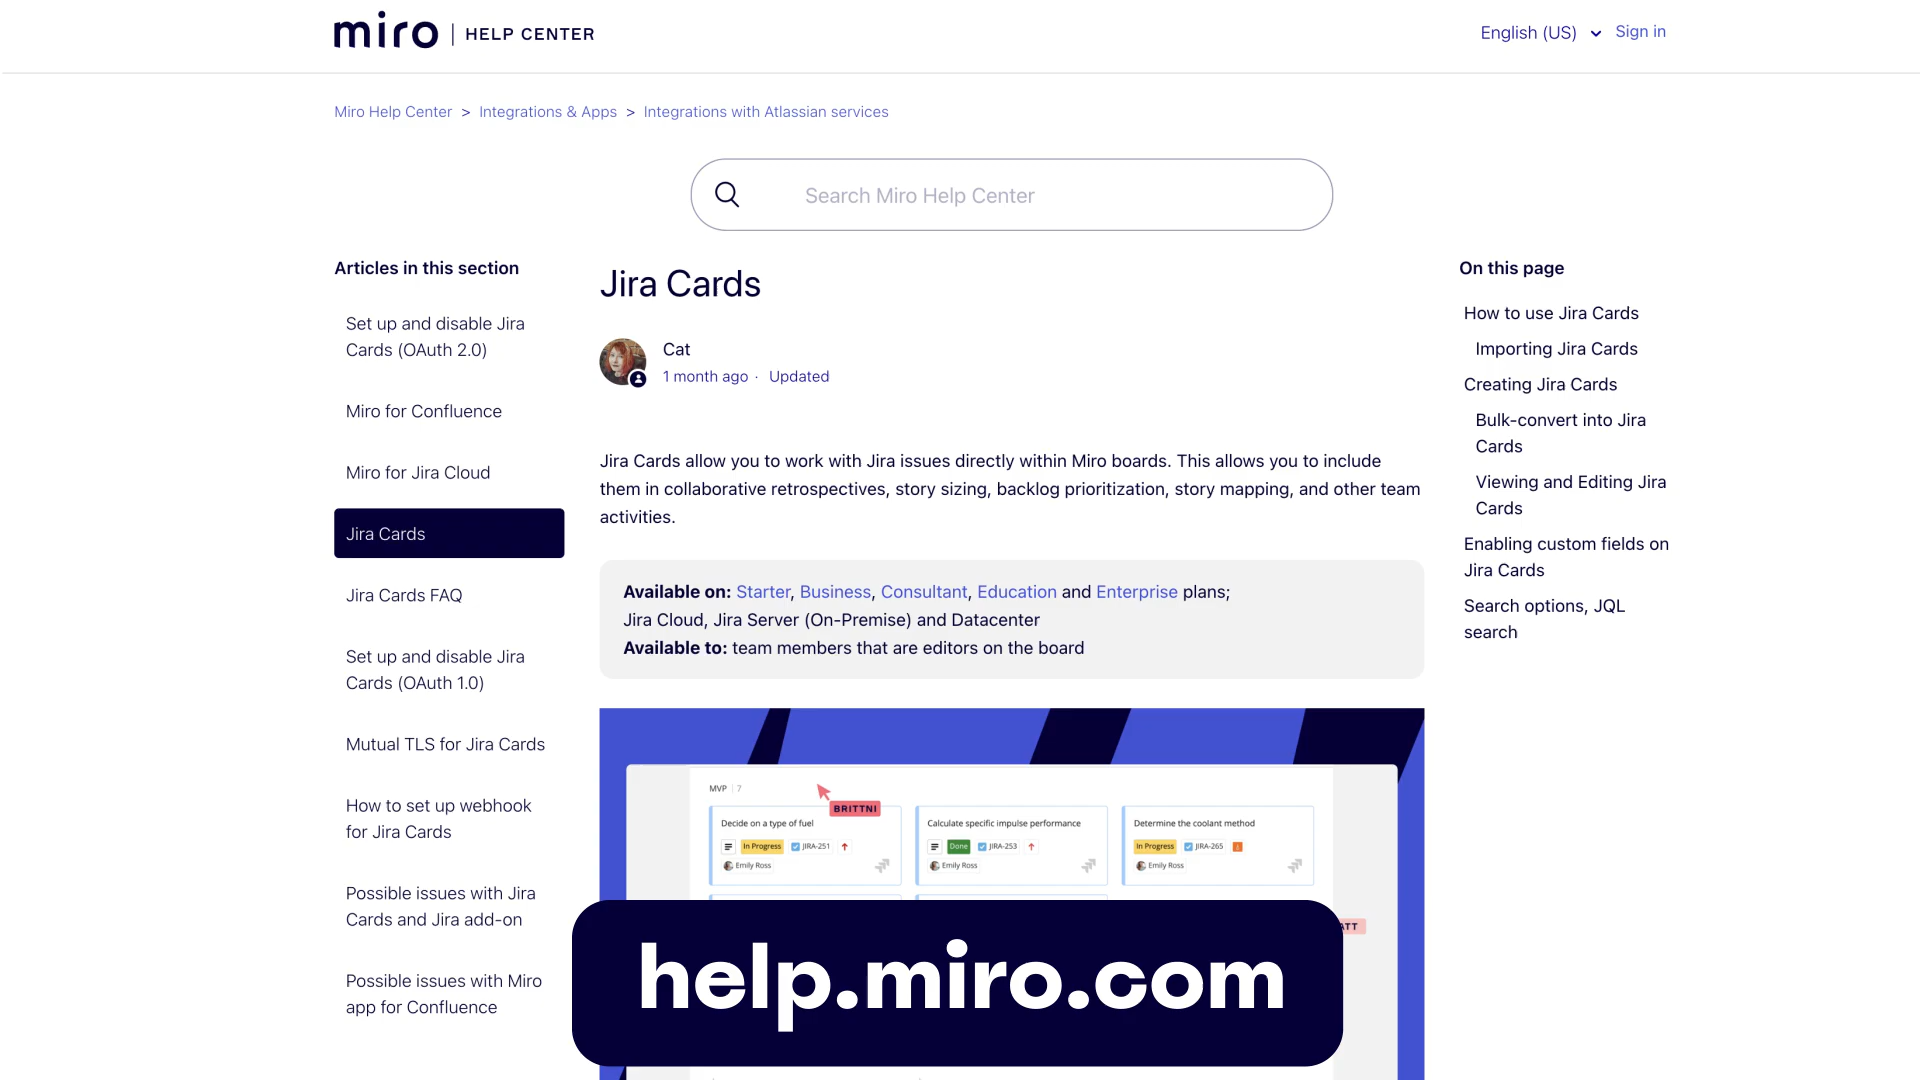 miro | HELP CENTER
English (US)
Sign in
Miro Help Center > Integrations & Apps > Integrations with Atlassian services
Search Miro Help Center
Articles in this section
Set up and disable Jira
Cards (OAuth 2.0)
Miro for Confluence
Miro for Jira Cloud
Jira Cards
Jira Cards FAQ
Set up and disable Jira
Cards (OAuth 1.0)
Mutual TLS for Jira Cards
How to set up webhook
for Jira Cards
Possible issues with Jira
Cards and Jira add-on
Possible issues with Miro
app for Confluence
Jira Cards
Cat
1 month ago · Updated
Jira Cards allow you to work with Jira issues directly within Miro boards. This allows you to include
them in collaborative retrospectives, story sizing, backlog prioritization, story mapping, and other team
activities.
Available on: Starter, Business, Consultant, Education and Enterprise plans;
Jira Cloud, Jira Server (On-Premise) and Datacenter
Available to: team members that are editors on the board
MVP | 7
BRITTNI
Decide on a type of fuel
In Progress JIRA-251
Emily Ross
Calculate specific impulse performance
Done JIRA-253
Emily Ross
Determine the coolant method
In Progress JIRA-265
Emily Ross
ATT
help.miro.com
On this page
How to use Jira Cards
Importing Jira Cards
Creating Jira Cards
Bulk-convert into Jira
Cards
Viewing and Editing Jira
Cards
Enabling custom fields on
Jira Cards
Search options, JQL
search